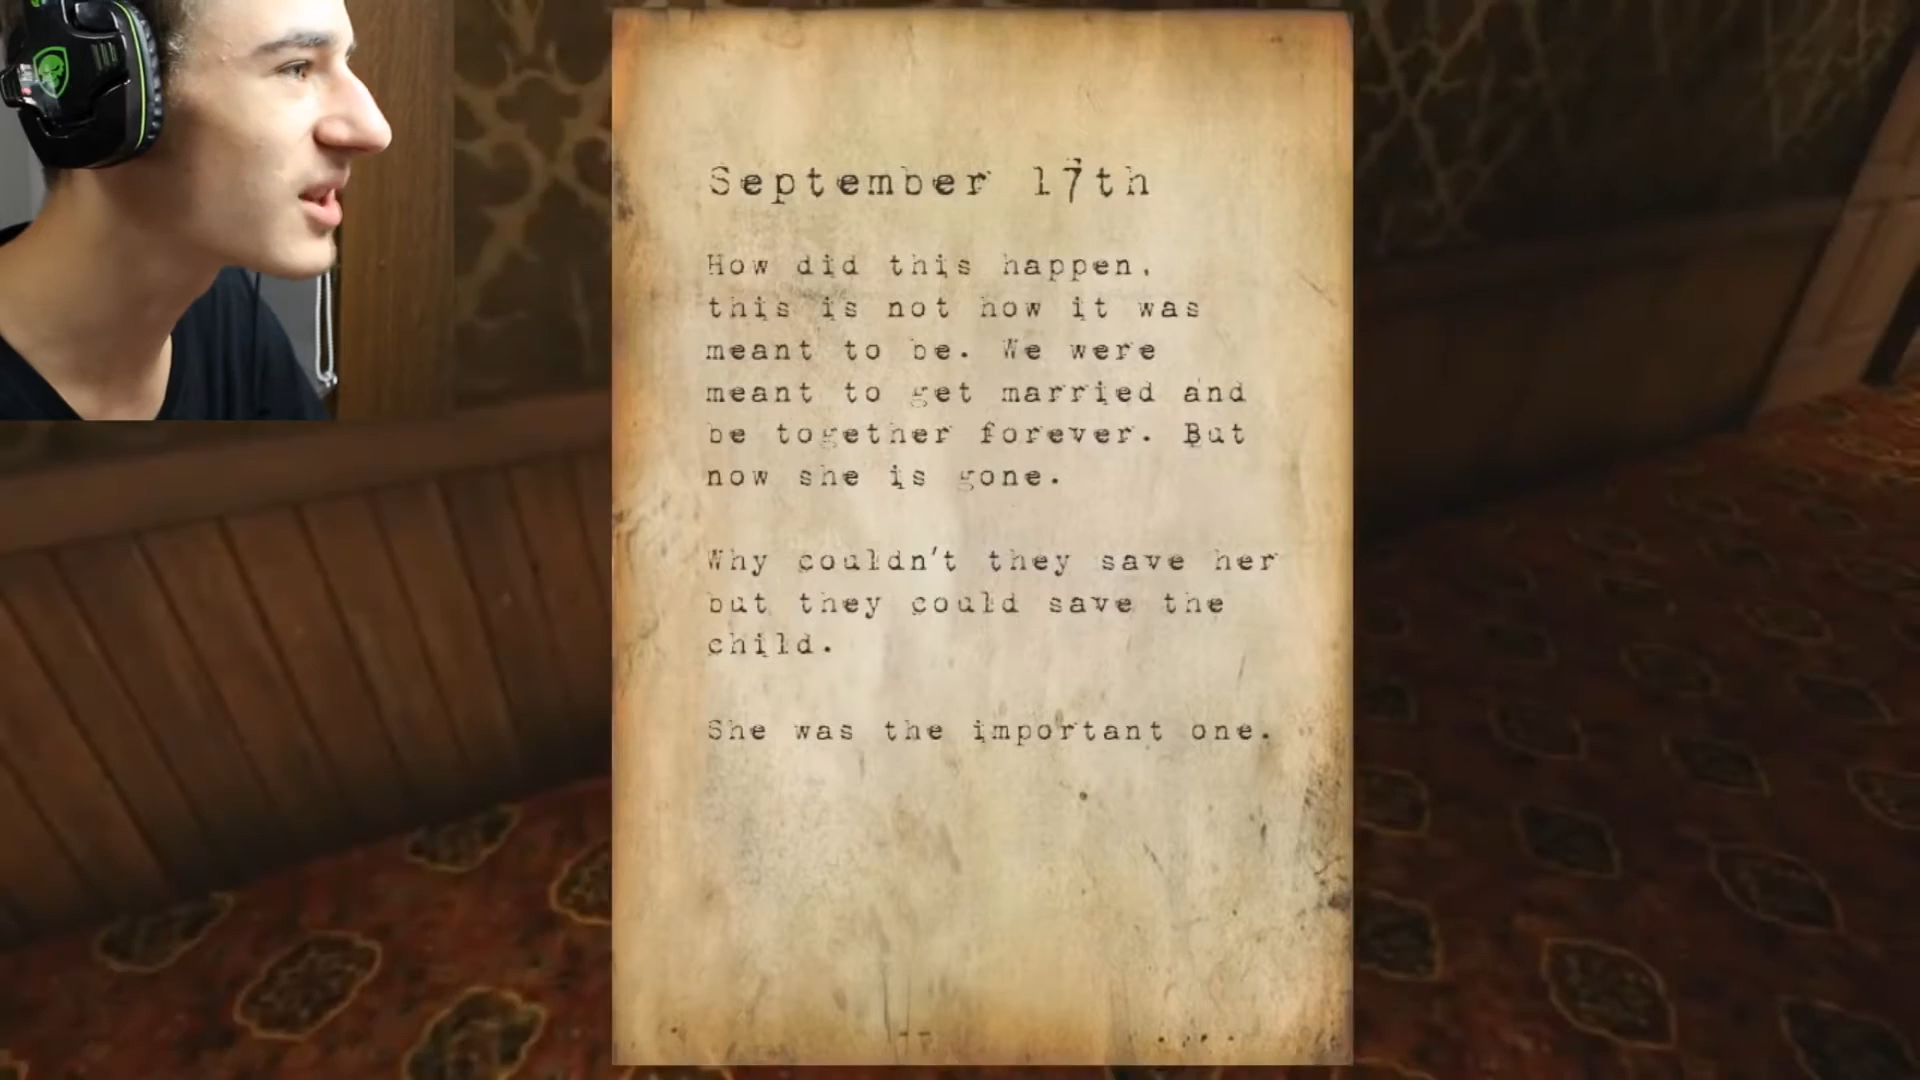 September 17th
How did this happen,
this is not how it was
meant to be. We were
meant to get married and
be together forever. But
now she is gone.
Why couldn't they save her
but they could save the
child.
She was the important one.